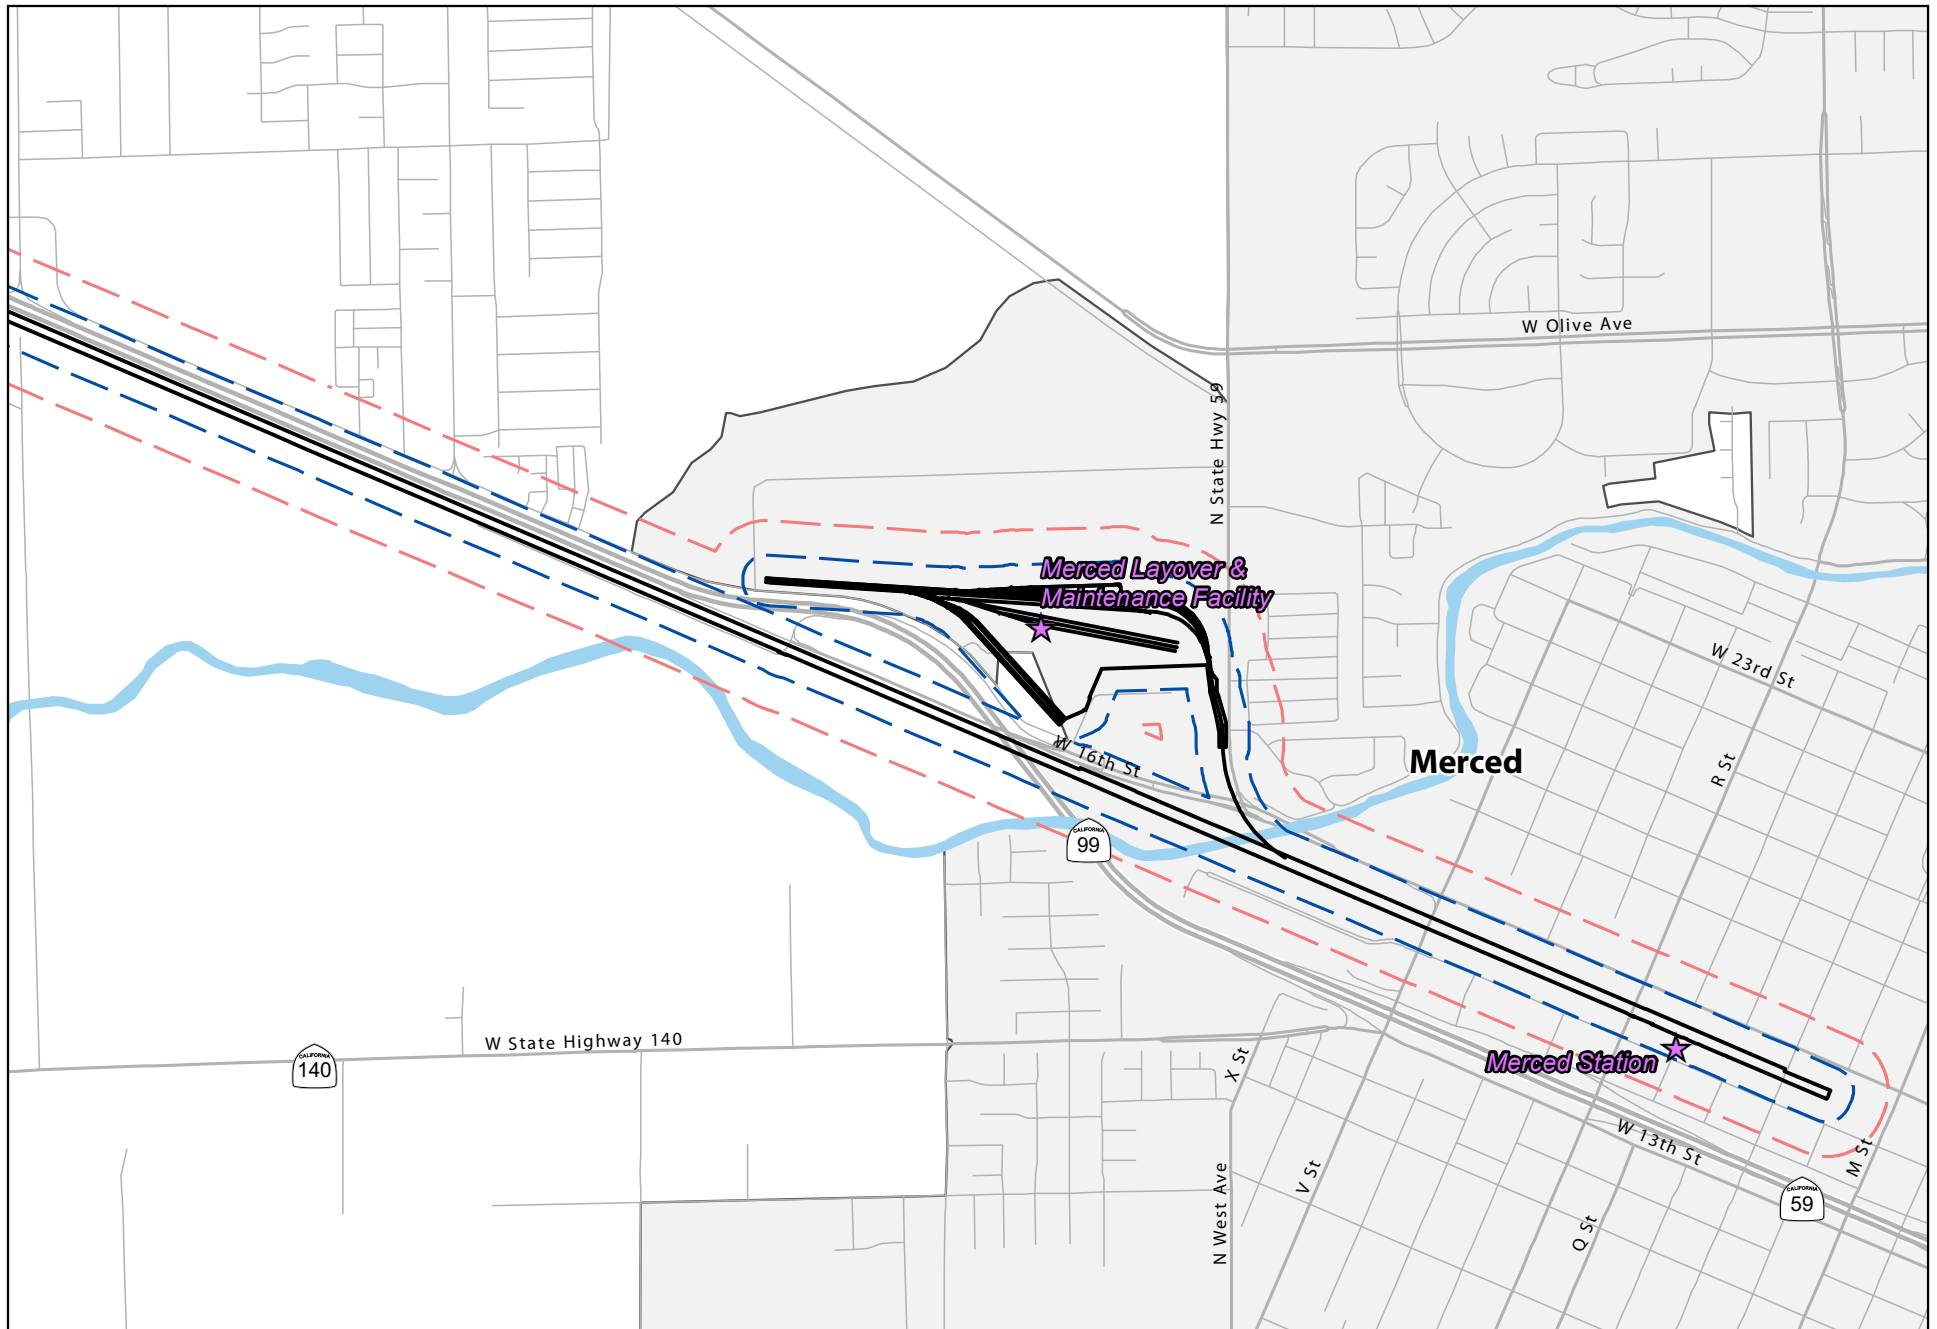 W Olive Ave
N State Hwy 59
Merced Layover &
Maintenance Facility
W 23rd St
W 16th St
Merced
R St
CALIFORNIA
99
W State Highway 140
CALIFORNIA
140
X St
Merced Station
W 13th St
M St
V St
N West Ave
Q St
CALIFORNIA
59